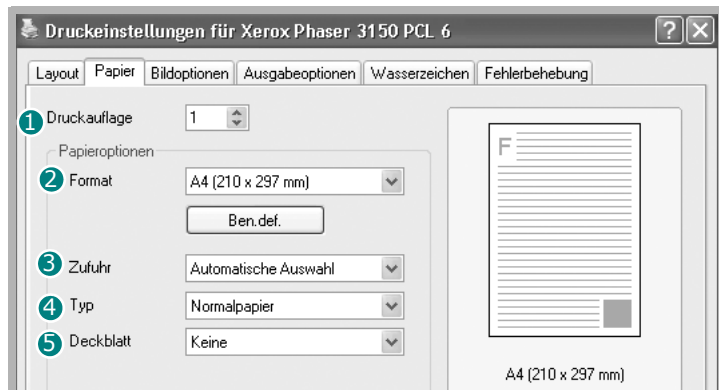 Druckeinstellungen für Xerox Phaser 3150 PCL 6
Layout Papier Bildoptionen Ausgabeoptionen Wasserzeichen Fehlerbehebung
1 Druckauflage 1
Papieroptionen
2 Format A4 (210 x 297 mm)
Ben.def.
3 Zufuhr Automatische Auswahl
4 Typ Normalpapier
5 Deckblatt Keine
F
A4 (210 x 297 mm)